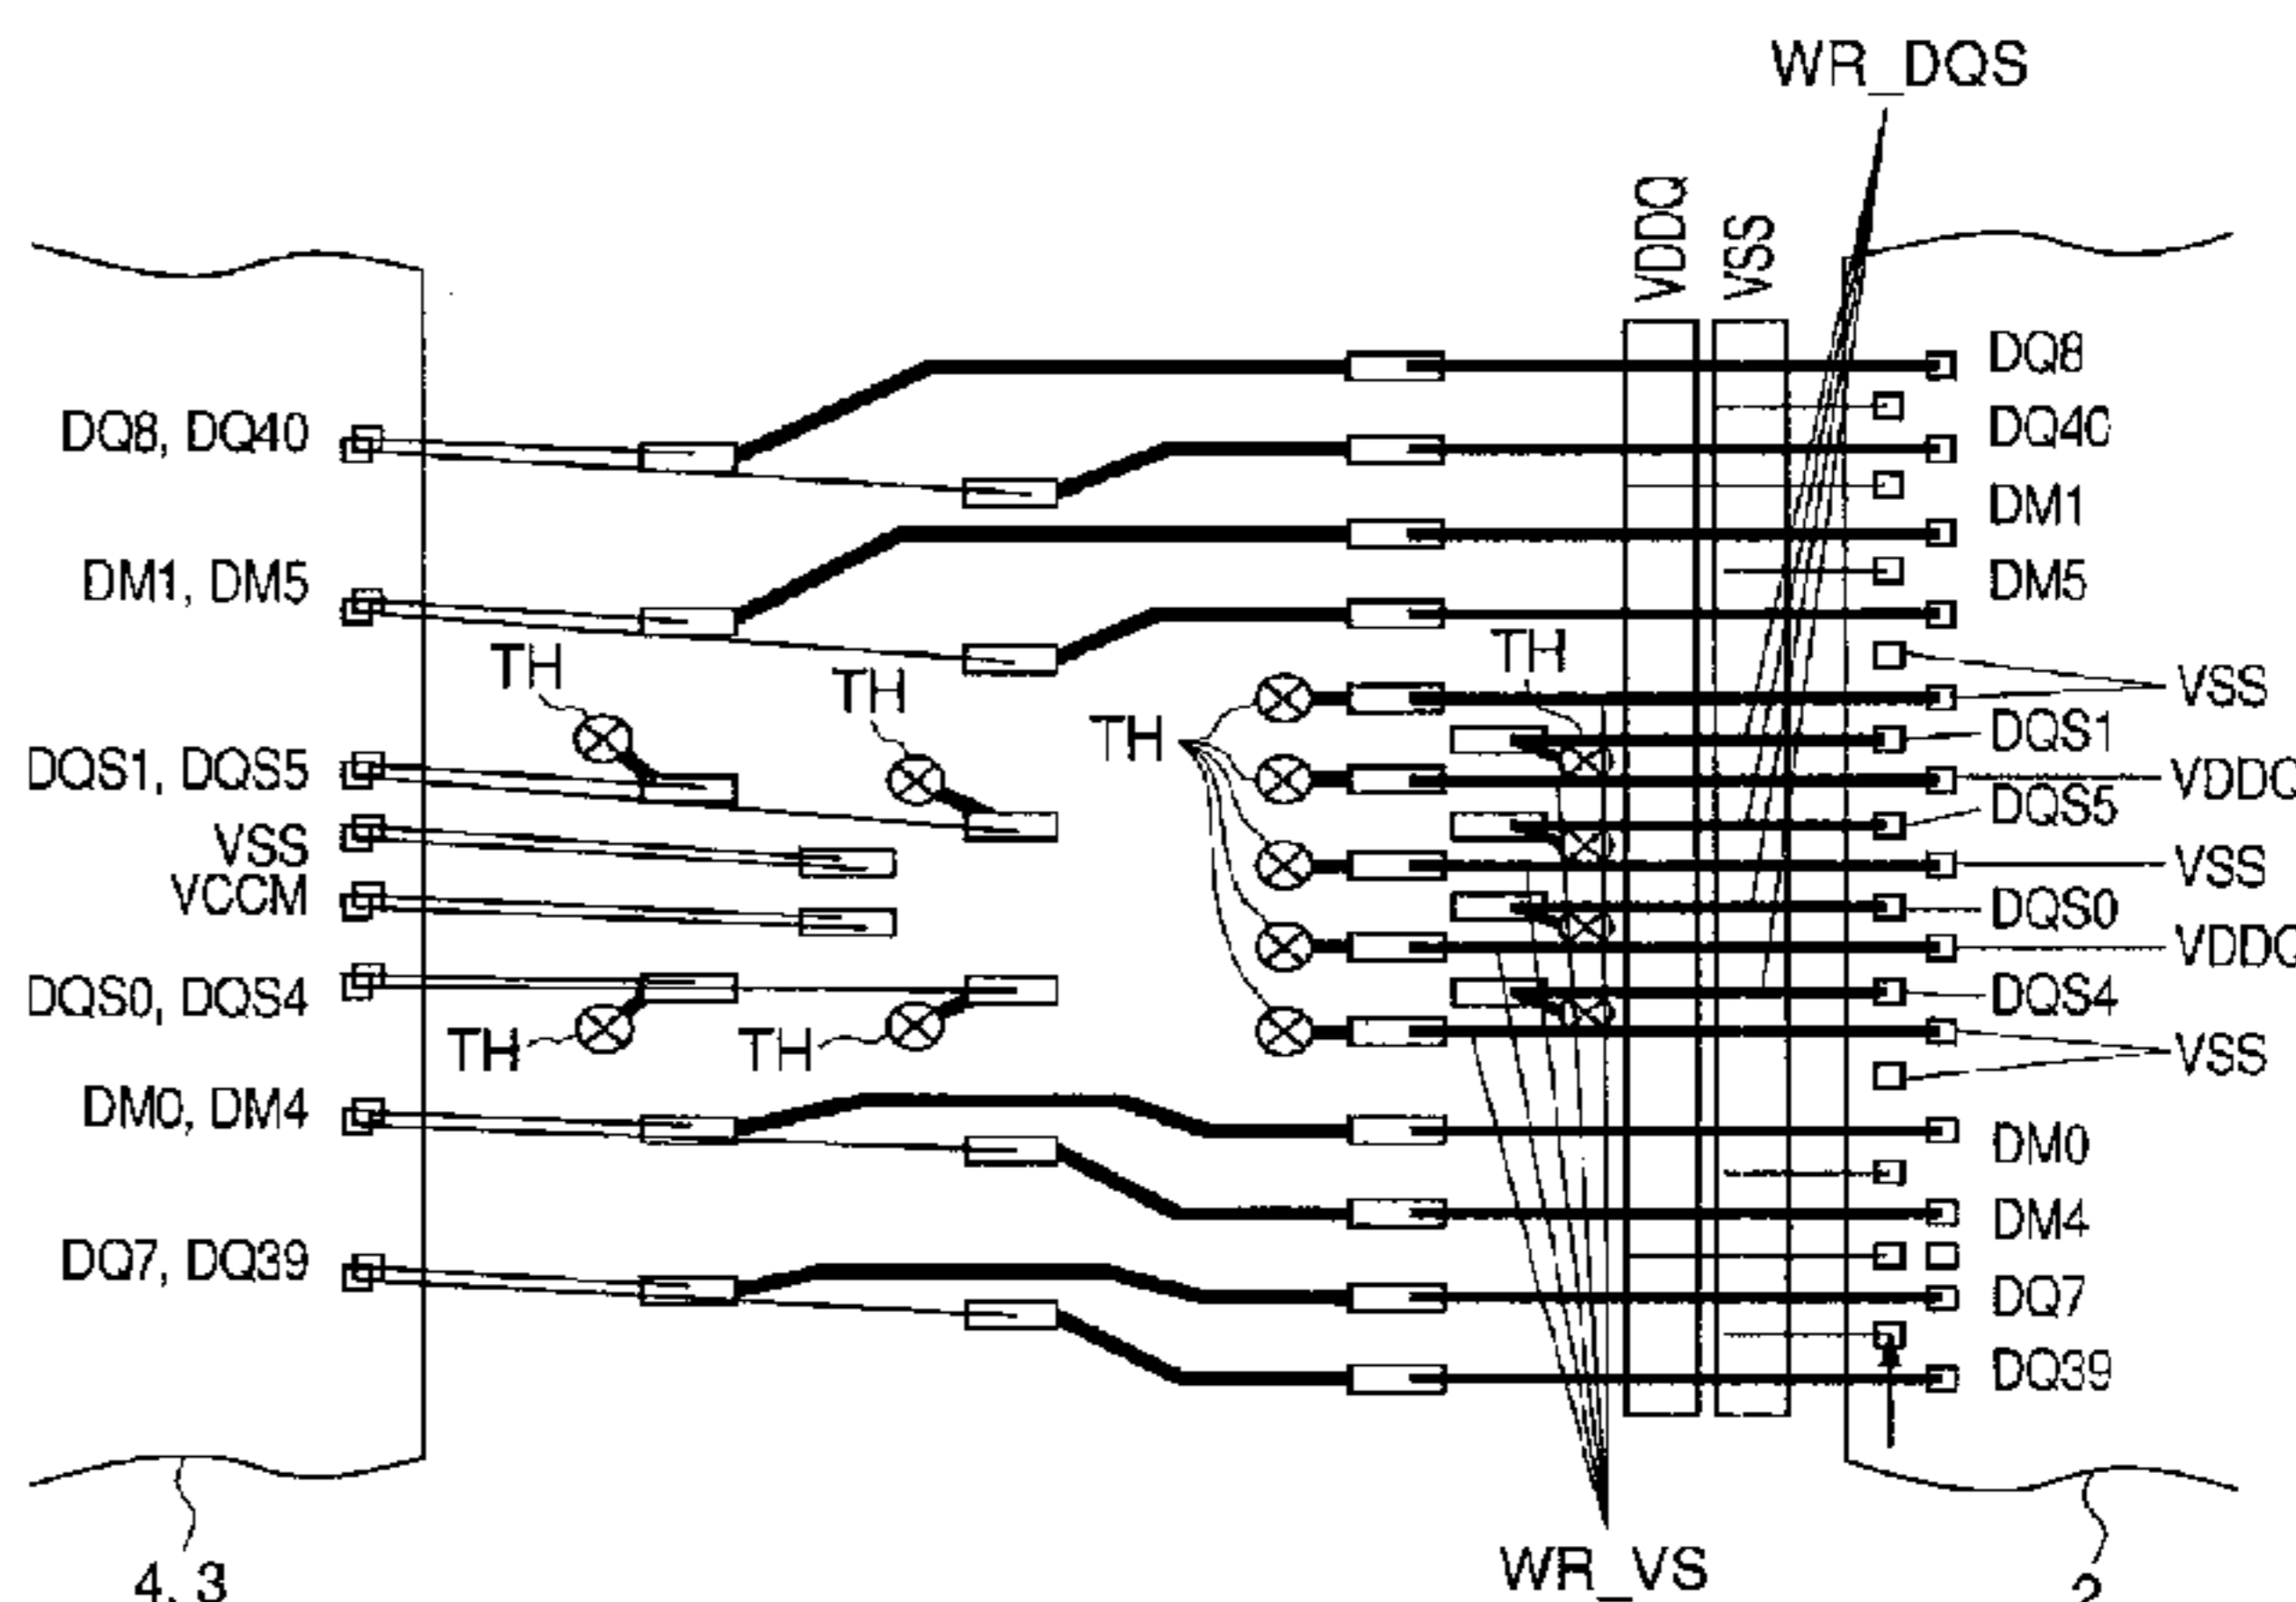 WR_DQS
VDDQ
VSS
DQ8
DQ8, DQ40
DQ40
DM1
DM1, DM5
DM5
TH
TH
TH
TH
VSS
DQS1
DQS1, DQS5
VDDQ
DQS5
VSS
VSS
VCCM
DQS0
VDDQ
DQS0, DQS4
DQS4
TH
TH
VSS
DM0, DM4
DM0
DM4
DQ7, DQ39
DQ7
DQ39
4, 3
WR_VS
2